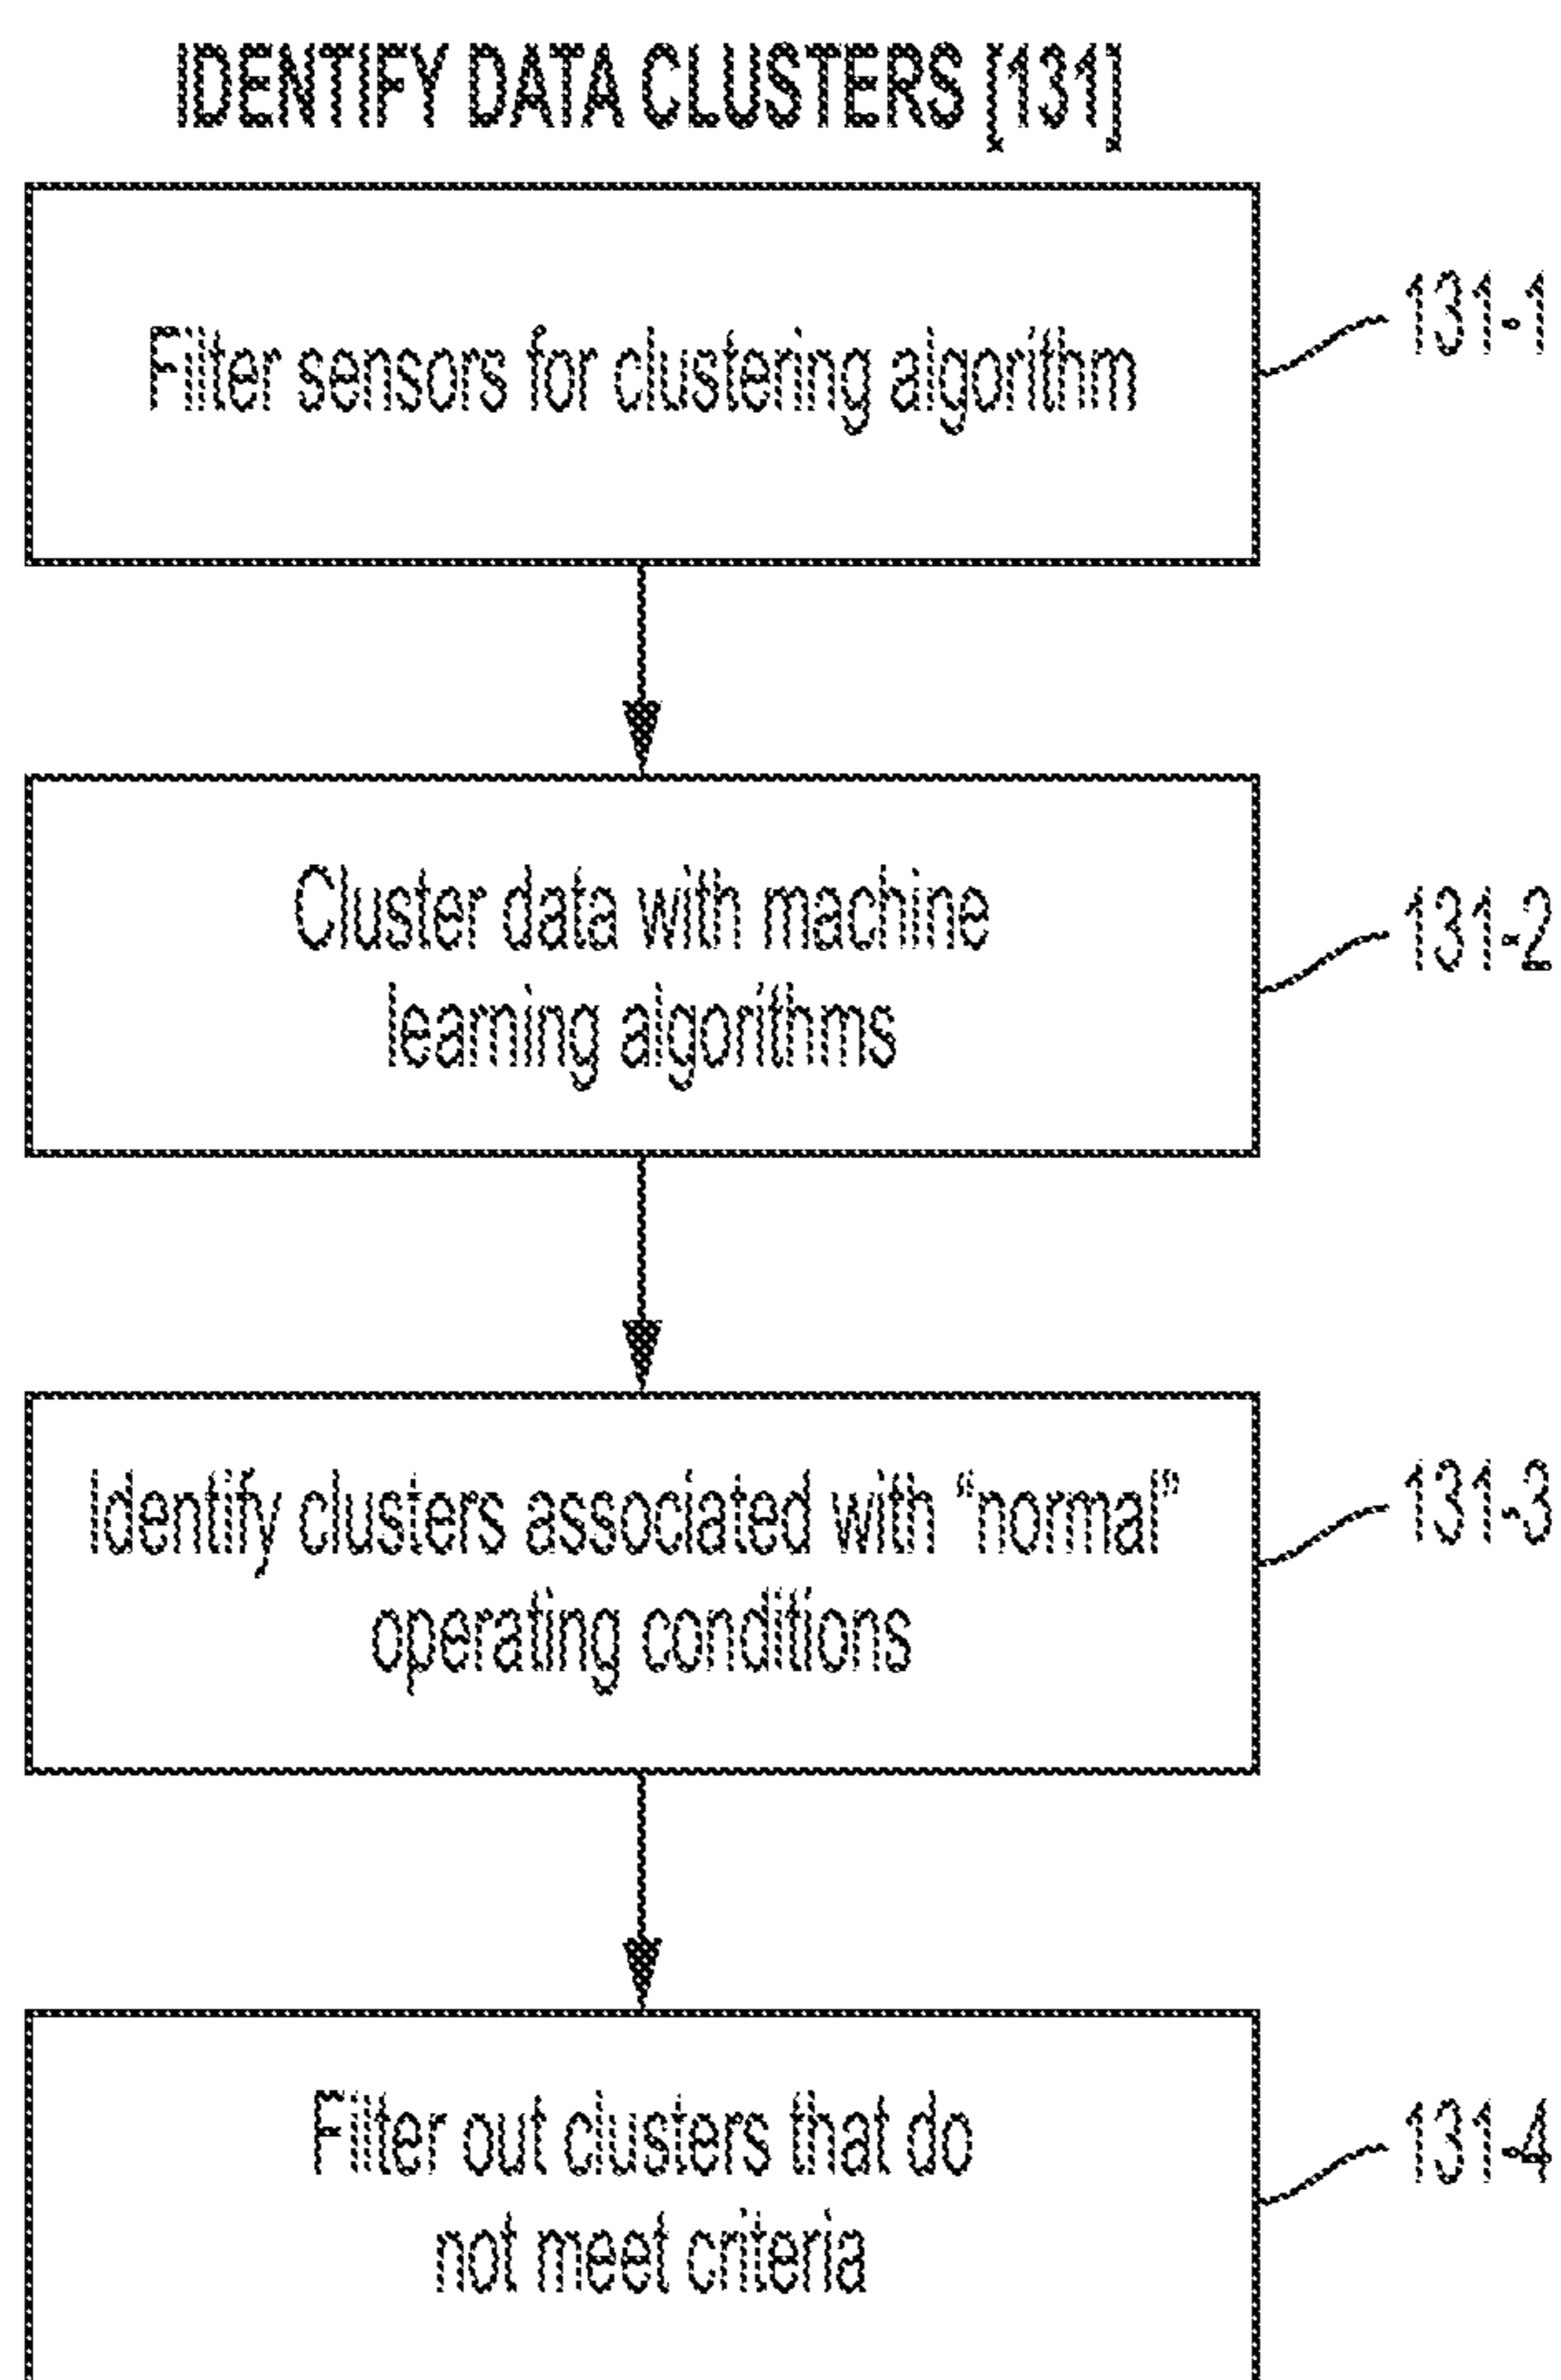 IDENTIFY DATA CLUSTERS [131]
Filter sensors for clustering algorithm
131-1
Cluster data with machine
learning algorithms
131-2
Identify clusters associated with “normal”
operating conditions
131-3
Filter out clusters that do
not meet criteria
131-4